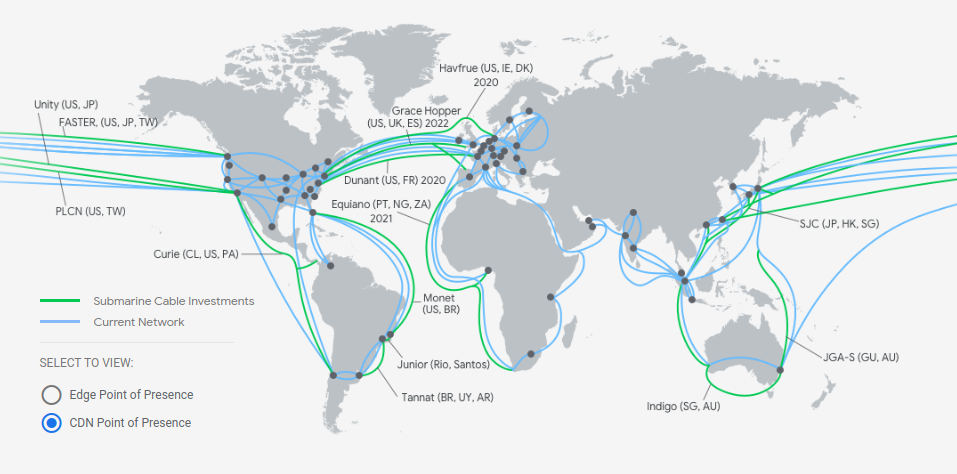 Havfrue (US, IE, DK)
2020
Unity (US, JP)
FASTER, (US, JP, TW)
Grace Hopper
(US, UK, ES) 2022
Dunant (US, FR) 2020
Equiano (PT, NG, ZA)
2021
PLCN (US, TW)
SJC (JP, HK, SG)
Curie (CL, US, PA)
Monet
(US, BR)
Submarine Cable Investments
Current Network
SELECT TO VIEW:
Edge Point of Presence
CDN Point of Presence
Junior (Rio, Santos)
Tannat (BR, UY, AR)
JGA-S (GU, AU)
Indigo (SG, AU)